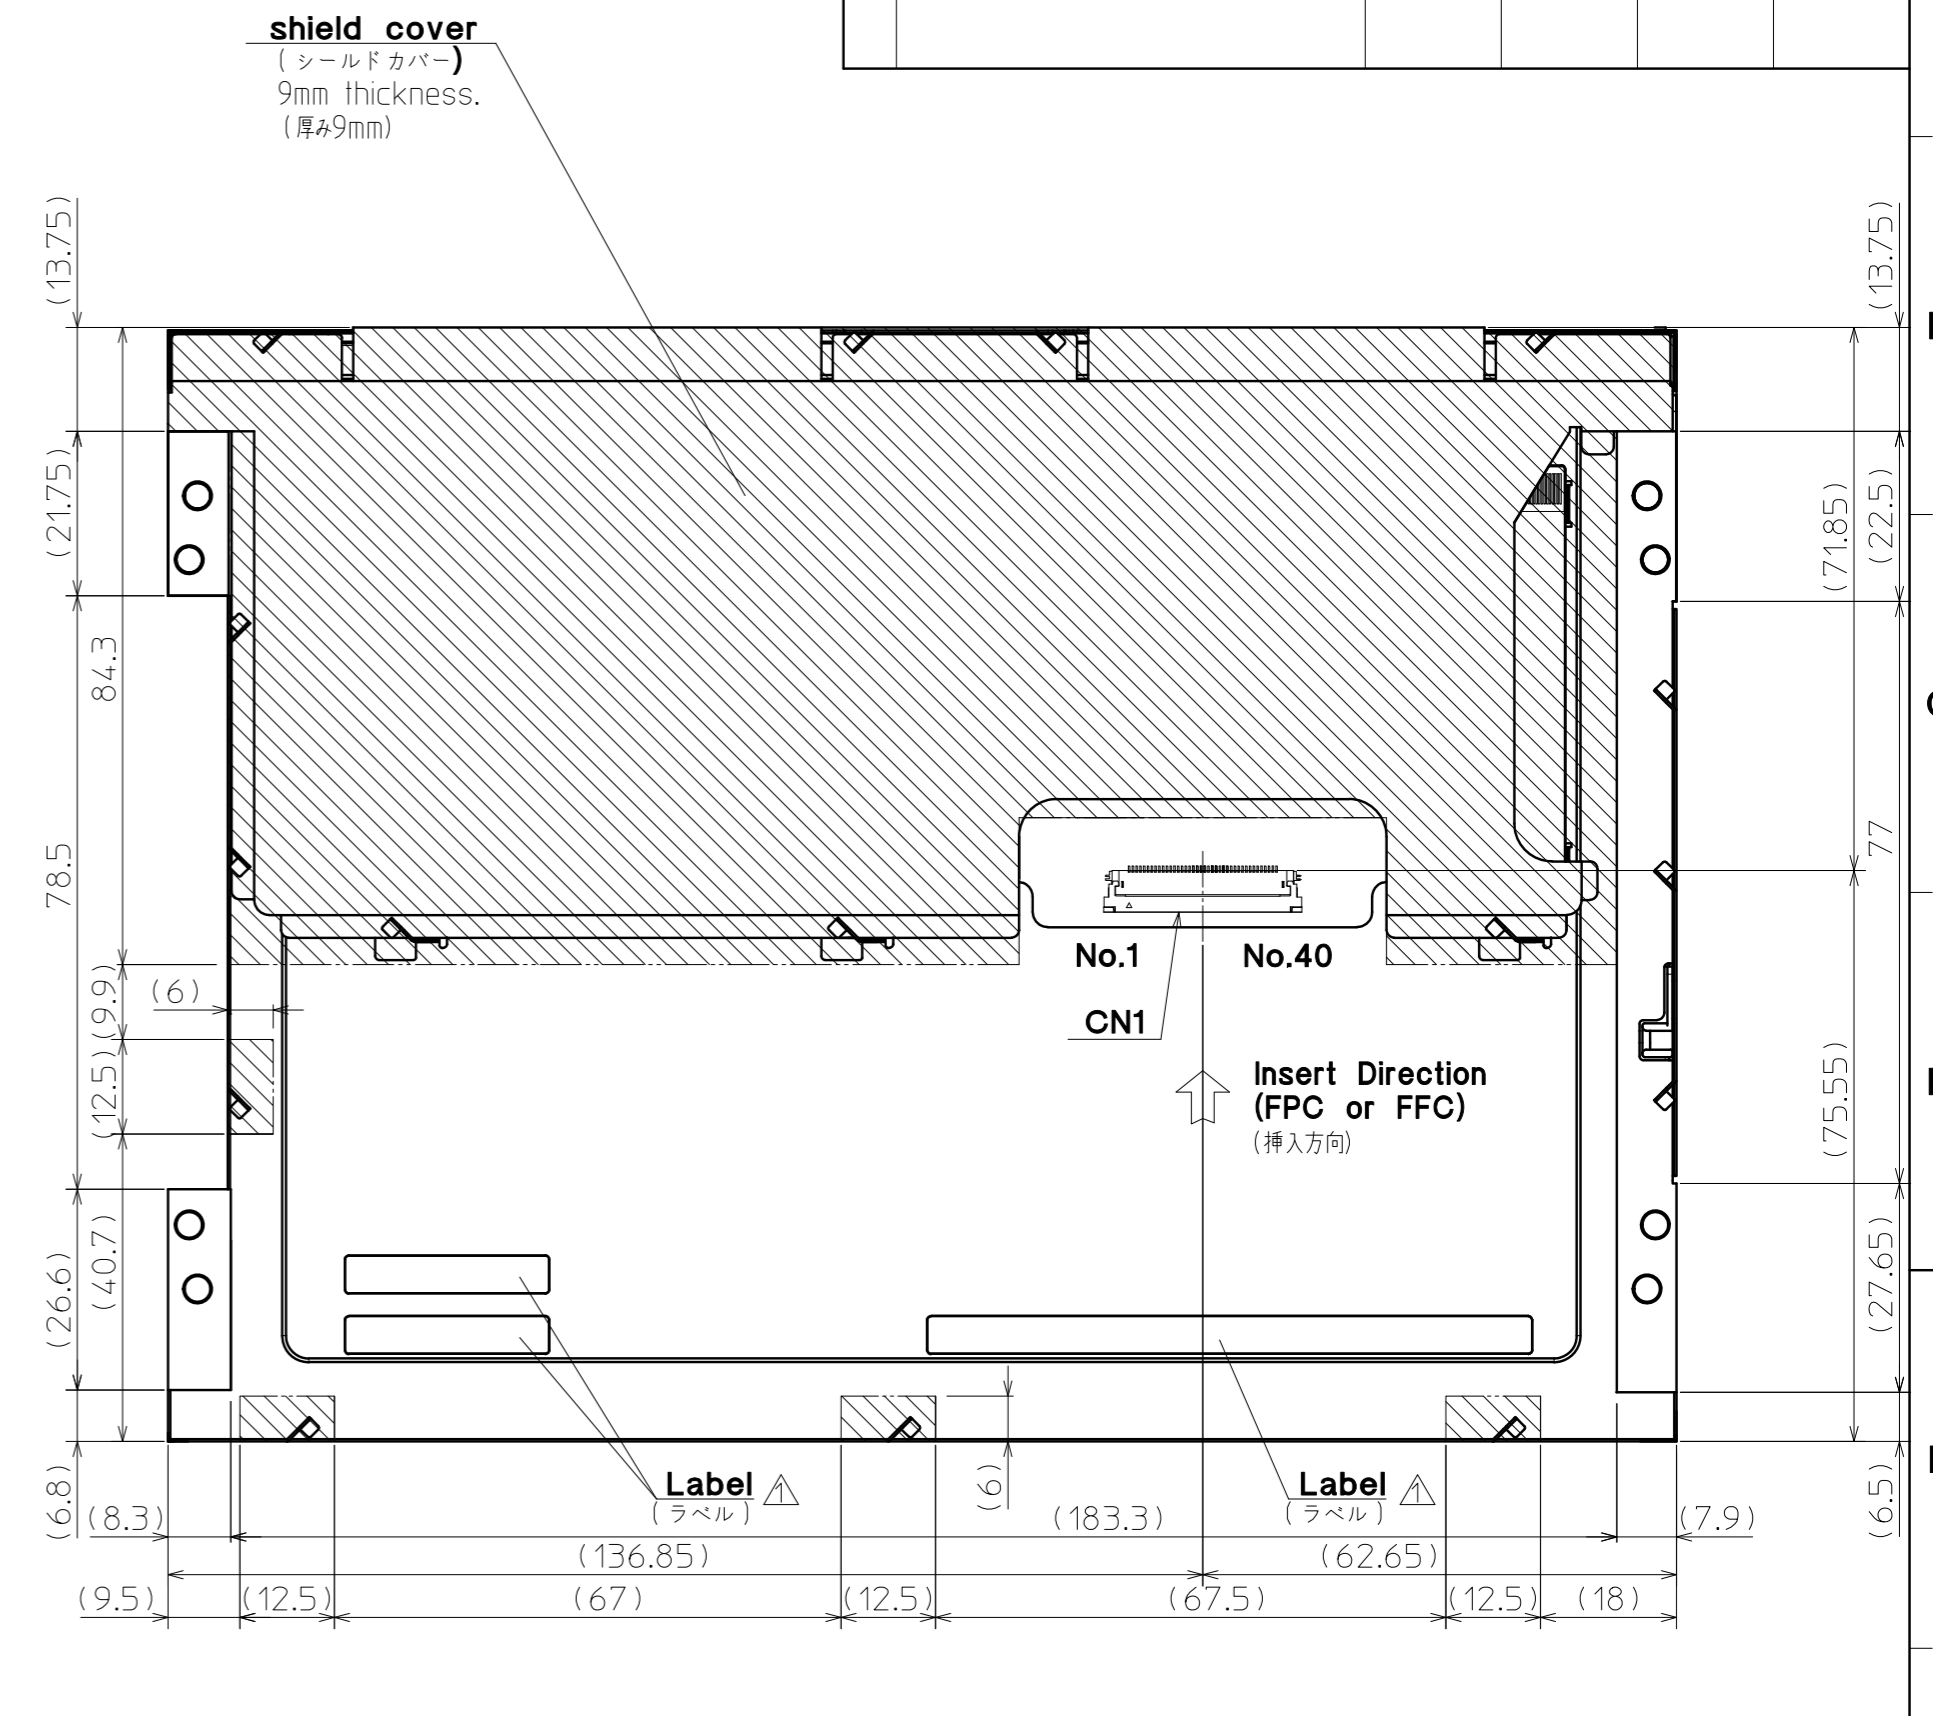 shield cover
(シールドカバー)
9mm thickness.
(厚み9mm)
(13.75)
(13.75)
(21.75)
(22.5)
(71.85)
84.3
78.5
77
No.1
No.40
(9.9)
(6)
CN1
Insert Direction
(FPC or FFC)
(挿入方向)
(12.5)
(75.55)
(40.7)
(26.6)
(27.65)
Label 1
(ラベル)
(6)
Label 1
(ラベル)
(6.8)
(6.5)
(8.3)
(183.3)
(7.9)
(136.85)
(62.65)
(9.5)
(12.5)
(67)
(12.5)
(67.5)
(12.5)
(18)